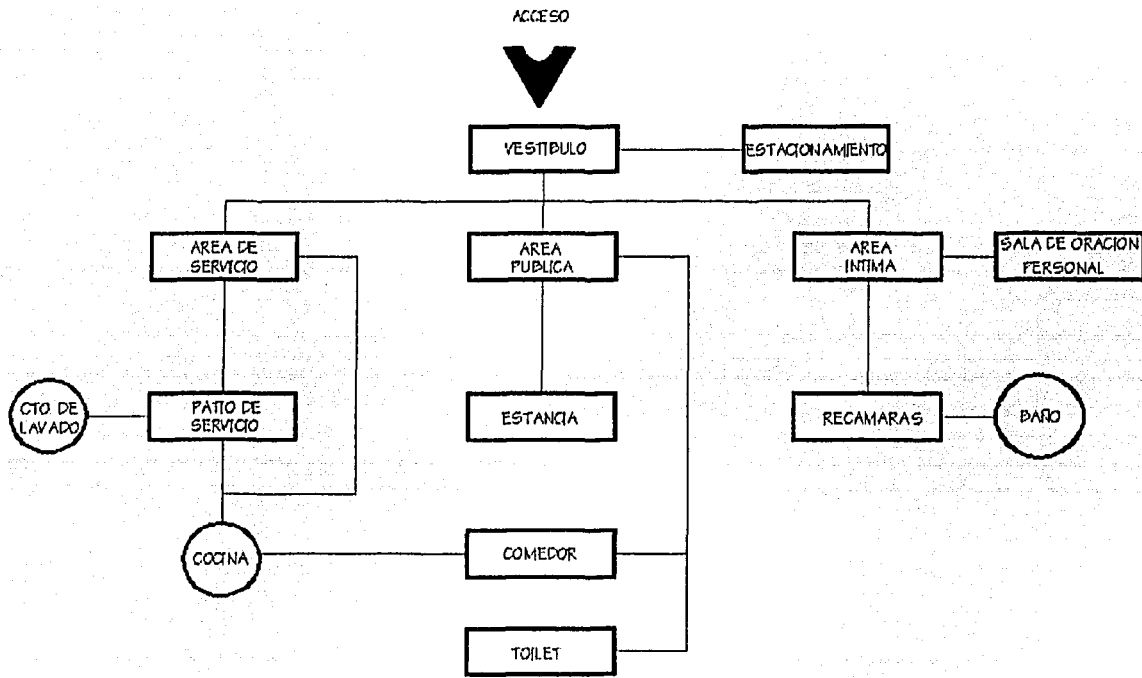 ACCESO
VESTIBULO
ESTACIONAMIENTO
AREA DE
SERVICIO
AREA
PUBLICA
AREA
INTIMA
SALA DE ORACION
PERSONAL
CTO. DE
LAVADO
PATIO DE
SERVICIO
ESTANCIA
RECAMARAS
BAÑO
COCINA
COMEDOR
TOILET